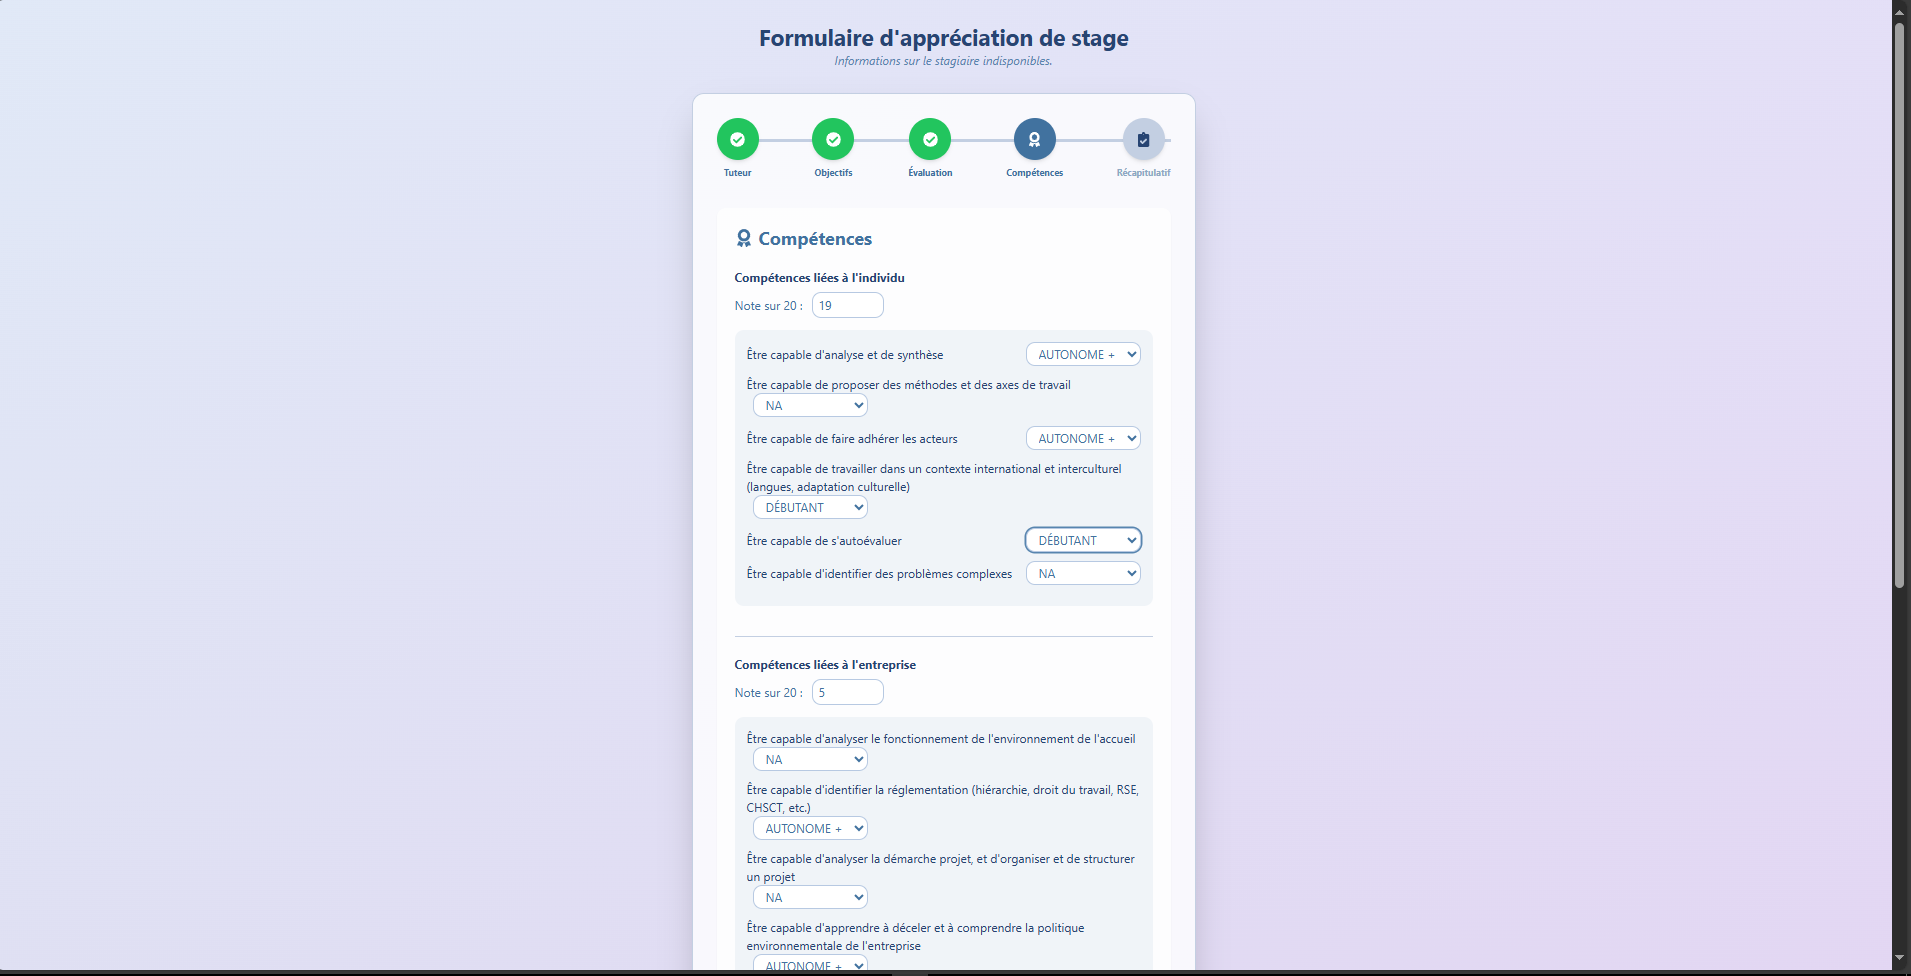 Formulaire d'appréciation de stage
Informations sur le stagiaire indisponibles.
Tuteur
Objectifs
Évaluation
Compétences
Récapitulatif
Compétences
Compétences liées à l'individu
Note sur 20 : 19
Être capable d'analyse et de synthèse AUTONOME +
Être capable de proposer des méthodes et des axes de travail
NA
Être capable de faire adhérer les acteurs AUTONOME +
Être capable de travailler dans un contexte international et interculturel
(langues, adaptation culturelle)
DÉBUTANT
Être capable de s'autoévaluer DÉBUTANT
Être capable d'identifier des problèmes complexes NA
Compétences liées à l'entreprise
Note sur 20 : 5
Être capable d'analyser le fonctionnement de l'environnement de l'accueil
NA
Être capable d'identifier la réglementation (hiérarchie, droit du travail, RSE,
CHSCT, etc.)
AUTONOME +
Être capable d'analyser la démarche projet, et d'organiser et de structurer
un projet
NA
Être capable d'apprendre à déceler et à comprendre la politique
environnementale de l'entreprise
AUTONOME +